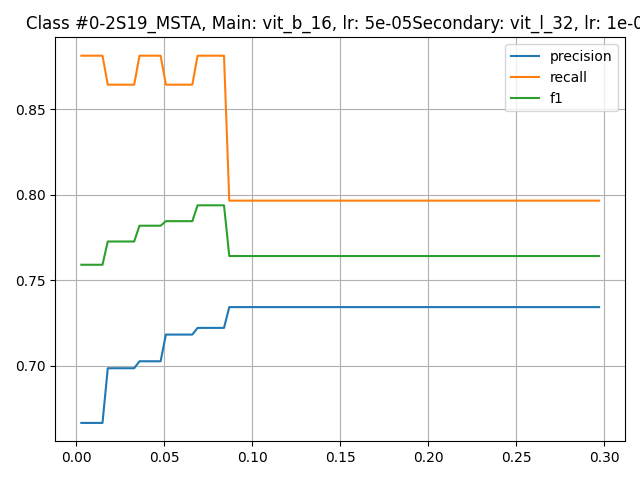 Class #0-2S19_MSTA, Main: vit_b_16, lr: 5e-05Secondary: vit_l_32, lr: 1e-0
precision
recall
f1
0.85
0.80
0.75
0.70
0.00 0.05 0.10 0.15 0.20 0.25 0.30